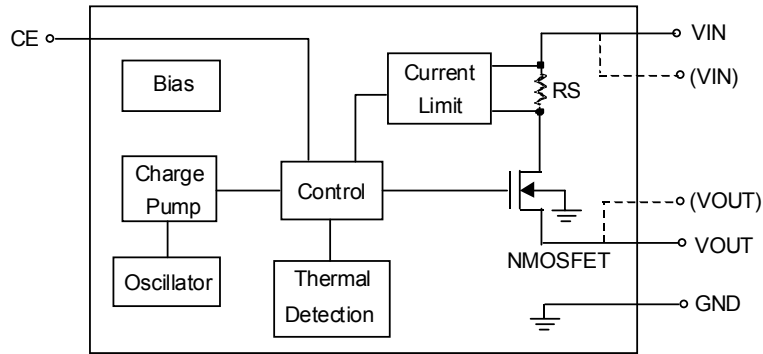 CE
VIN
(VIN)
Bias
Current
Limit
RS
Charge
Pump
Control
(VOUT)
VOUT
NMOSFET
Oscillator
Thermal
Detection
GND